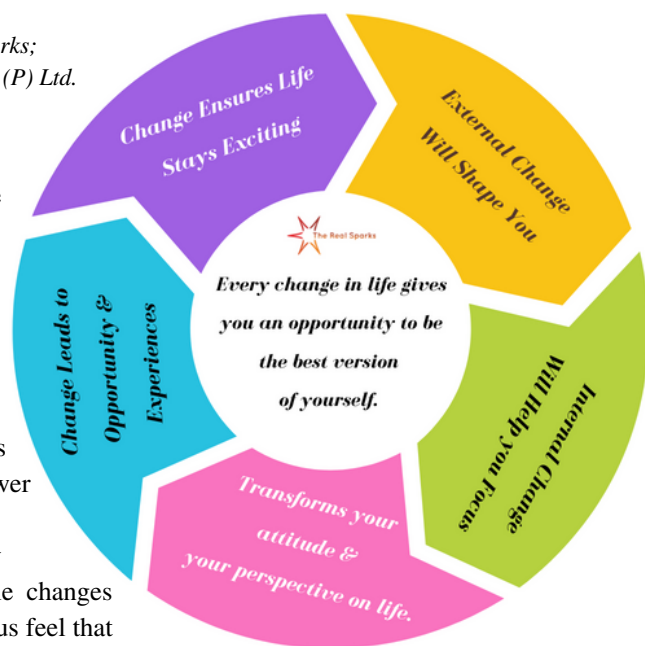 (P) Ltd.
Change Ensures Life
Stays Exciting
External Change
Will Shape You
Internal Change
Will Help you Focus
Transforms your
attitude &
your perspective on life.
Change Leads to
Opportunity &
Experiences
The Real Sparks
Every change in life gives
you an opportunity to be
the best version
of yourself.
changes
us feel that